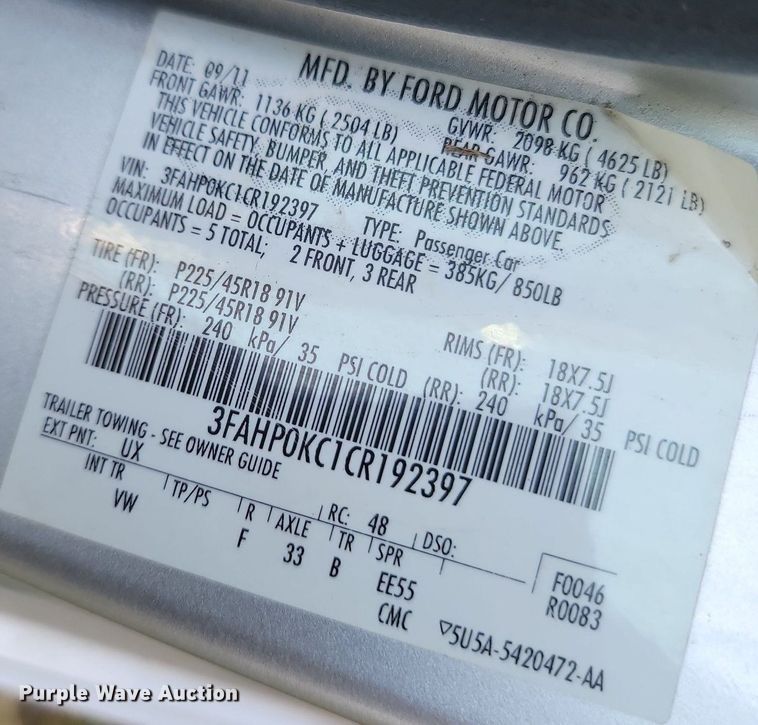 MFD. BY FORD MOTOR CO.
DATE: 09/11 GVWR: 2098 KG ( 4625 LB)
FRONT GAWR: 1136 KG ( 2504 LB) REAR GAWR: 962 KG ( 2121 LB)
THIS VEHICLE CONFORMS TO ALL APPLICABLE FEDERAL MOTOR
VEHICLE SAFETY, BUMPER, AND THEFT PREVENTION STANDARDS
IN EFFECT ON THE DATE OF MANUFACTURE SHOWN ABOVE.
VIN: 3FAHP0KC1CR192397 TYPE: Passenger Car
MAXIMUM LOAD = OCCUPANTS + LUGGAGE = 385KG/ 850LB
OCCUPANTS = 5 TOTAL; 2 FRONT, 3 REAR
TIRE (FR): P225/45R18 91V RIMS (FR): 18X7.5J
(RR): P225/45R18 91V (RR): 18X7.5J
PRESSURE (FR): 240 kPa/ 35 PSI COLD (RR): 240 kPa/ 35 PSI COLD
3FAHP0KC1CR192397
TRAILER TOWING - SEE OWNER GUIDE
EXT PNT: UX RC: 48 DSO:
INT TR TP/PS R AXLE TR SPR F0046
VW F 33 B EE55 R0083
CMC
▽5U5A-5420472-AA
Purple Wave Auction